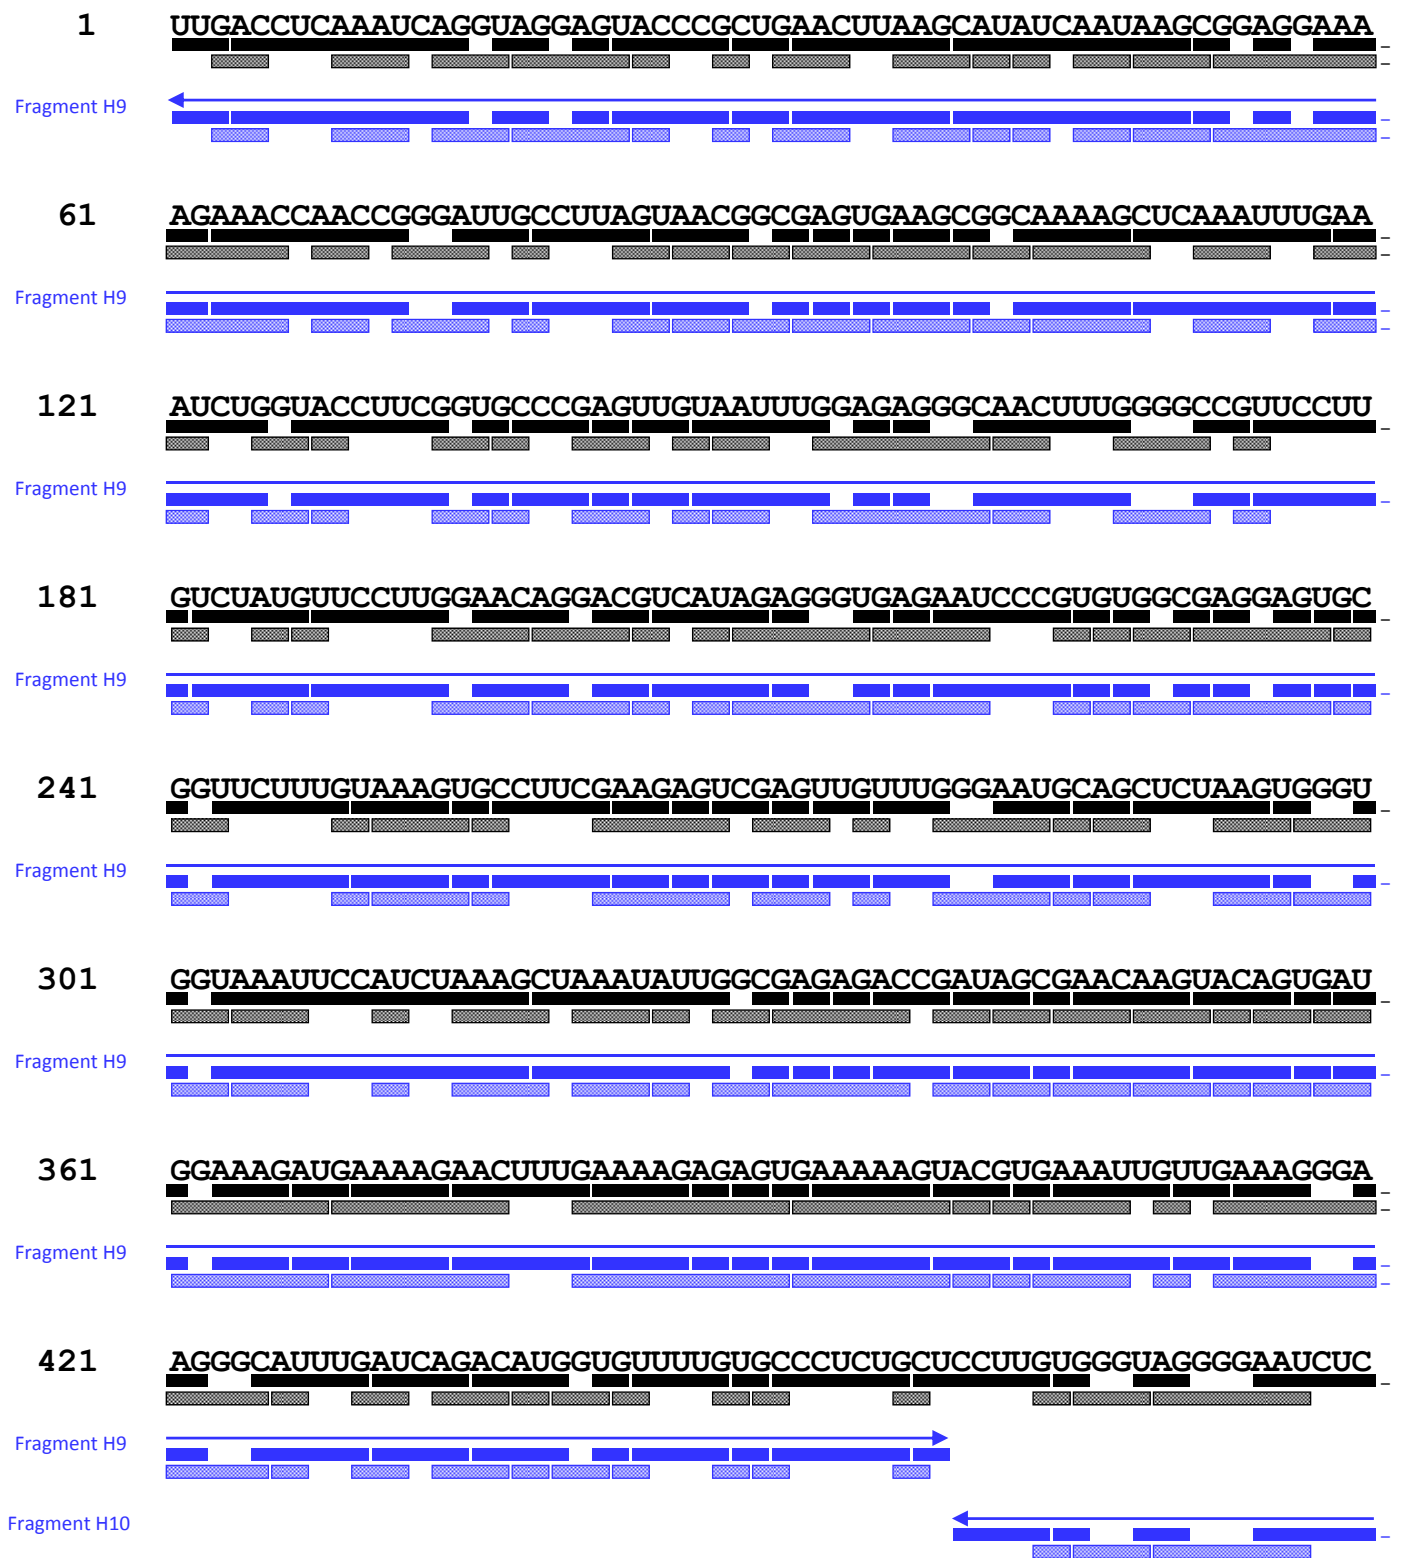 1 UUGACCUCAAAUCAGGUAGGAGUACCCGCUGAACUUAAGCAUAUCAAUAAGCGGAGGAAA
Fragment H9
61 AGAAACCAACCGGGAUUGCCUUAGUAACGGCGAGUGAAGCGGCAAAAGCUCAAAUUUGAA
Fragment H9
121 AUCUGGUACCUUCGGUGCCCGAGUUGUAAUUUGGAGAGGGCAACUUUGGGGCCGUUCCUU
Fragment H9
181 GUCUAUGUUCCUUGGAACAGGACGUCAUAGAGGGUGAGAAUCCCGUGUGGCGAGGAGUGC
Fragment H9
241 GGUUCUUUGUAAAGUGCCUUCGAAGAGUCGAGUUGUUUGGGAAUGCAGCUCUAAGUGGGU
Fragment H9
301 GGUAAAUUCCAUCUAAAGCUAAAUAUUGGCGAGAGACCGAUAGCGAACAAGUACAGUGAU
Fragment H9
361 GGAAAGAUGAAAAGAACUUUGAAAAGAGAGUGAAAAAGUACGUGAAAUUGUUGAAAGGGA
Fragment H9
421 AGGGCAUUUGAUCAGACAUGGUGUUUUGUGCCCUCUGCUCCUUGUGGGUAGGGGAAUCUC
Fragment H9
Fragment H10